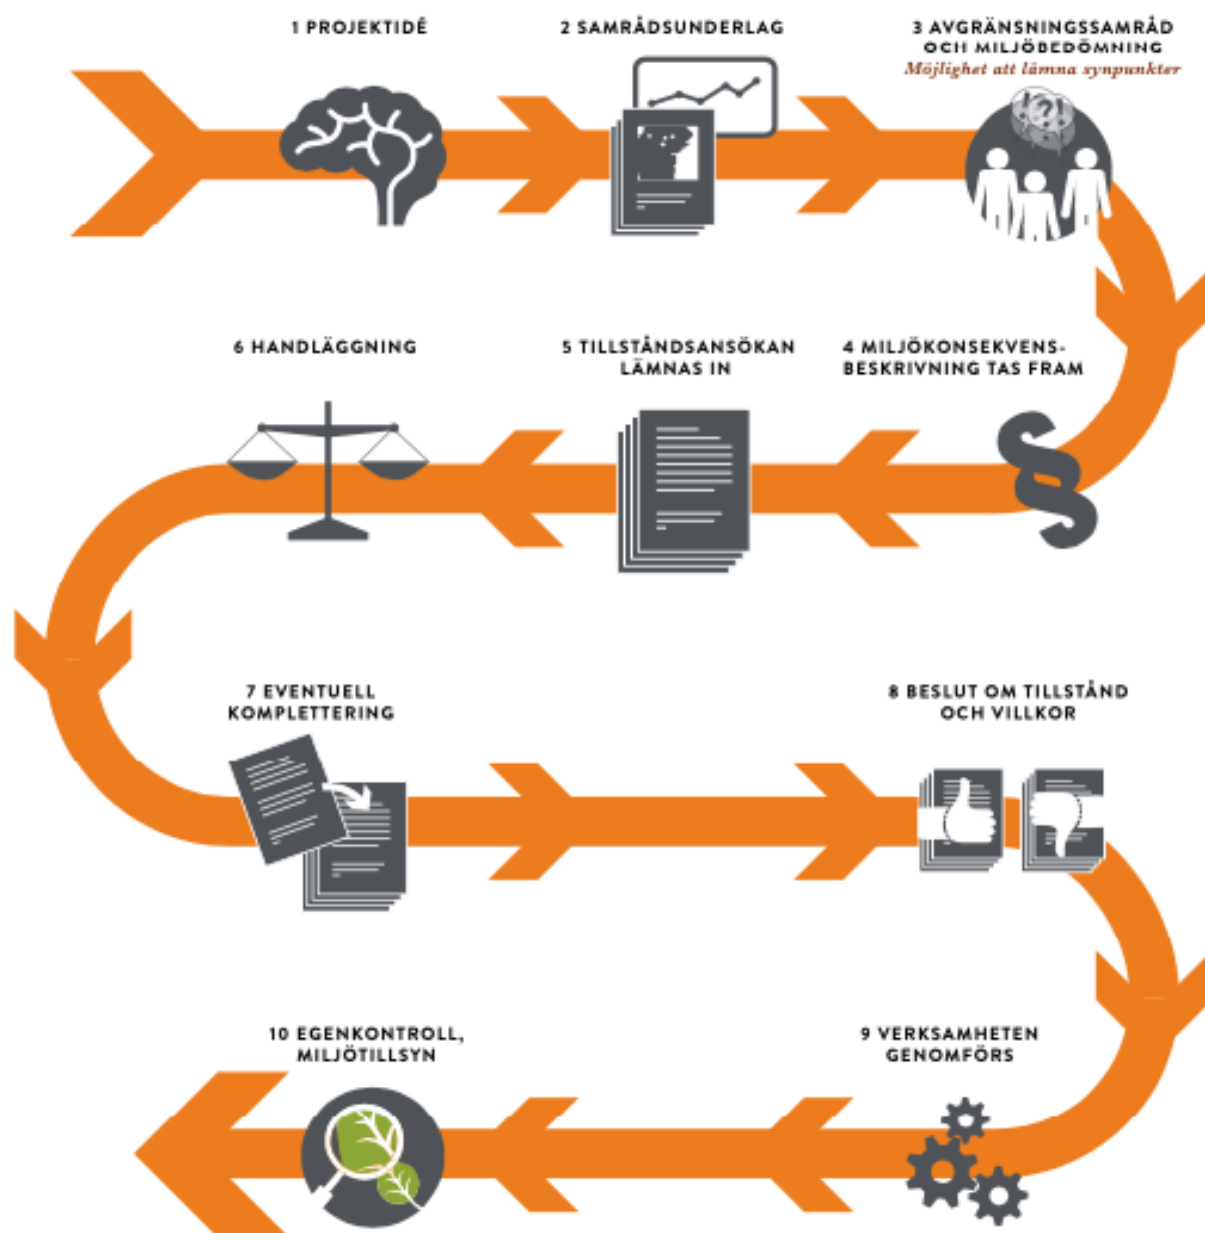 1 PROJEKTIDÉ
2 SAMRÅDSUNDERLAG
3 AVGRÄNSNINGSSAMRÅD
OCH MILJÖBEDÖMNING
Möjlighet att lämna synpunkter
!?!
6 HANDLÄGGNING
5 TILLSTÅNDSANSÖKAN
LÄMNAS IN
4 MILJÖKONSEKVENS-
BESKRIVNING TAS FRAM
§
7 EVENTUELL
KOMPLETTERING
8 BESLUT OM TILLSTÅND
OCH VILLKOR
10 EGENKONTROLL,
MILJÖTILLSYN
9 VERKSAMHETEN
GENOMFÖRS